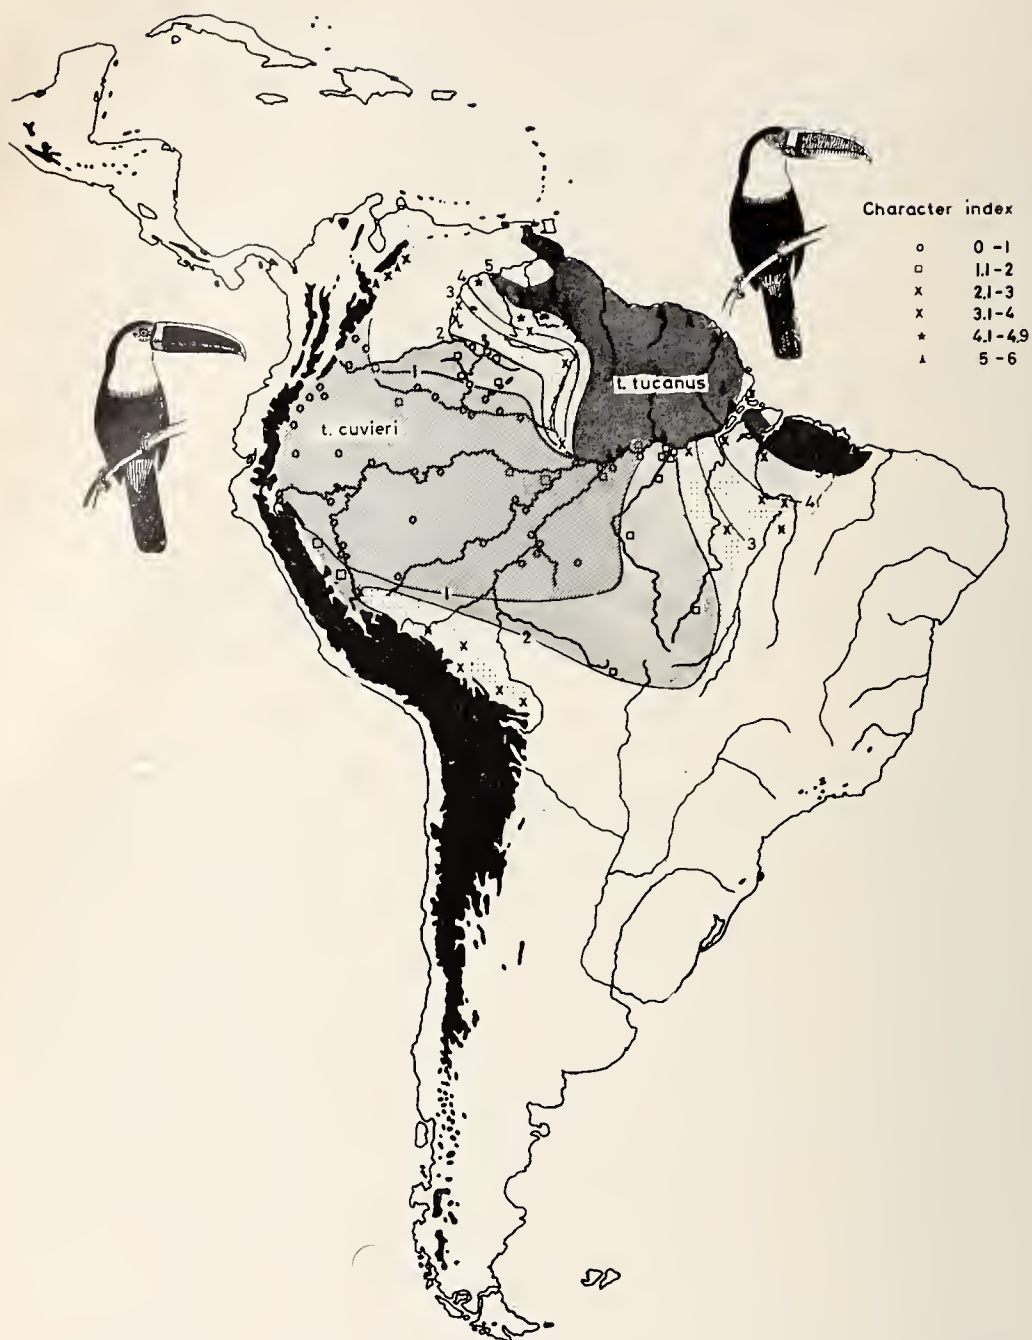 Character index
0 - 1
1.1 - 2
2.1 - 3
3.1 - 4
4.1 - 4.9
5 - 6
5
4
3
2
1
t. tucanus
t. cuvieri
4
3
1
2